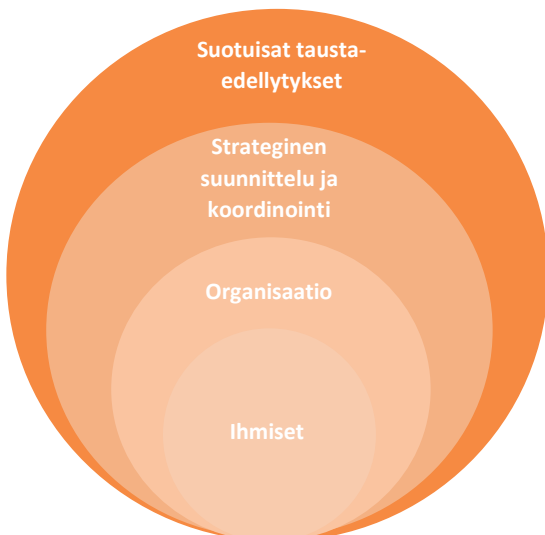 Suotuisat tausta-
edellytykset
Strateginen
suunnittelu ja
koordinointi
Organisaatio
Ihmiset